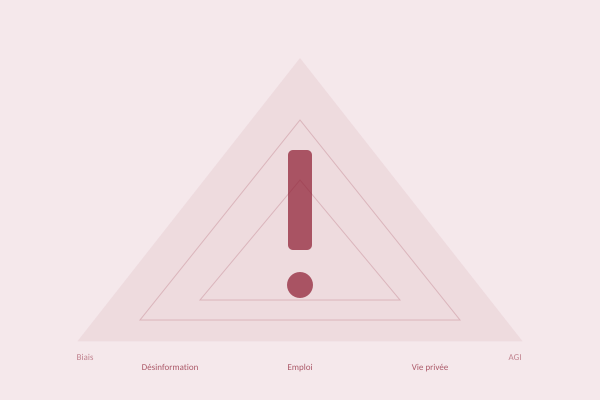 Biais
AGI
Désinformation
Emploi
Vie privée